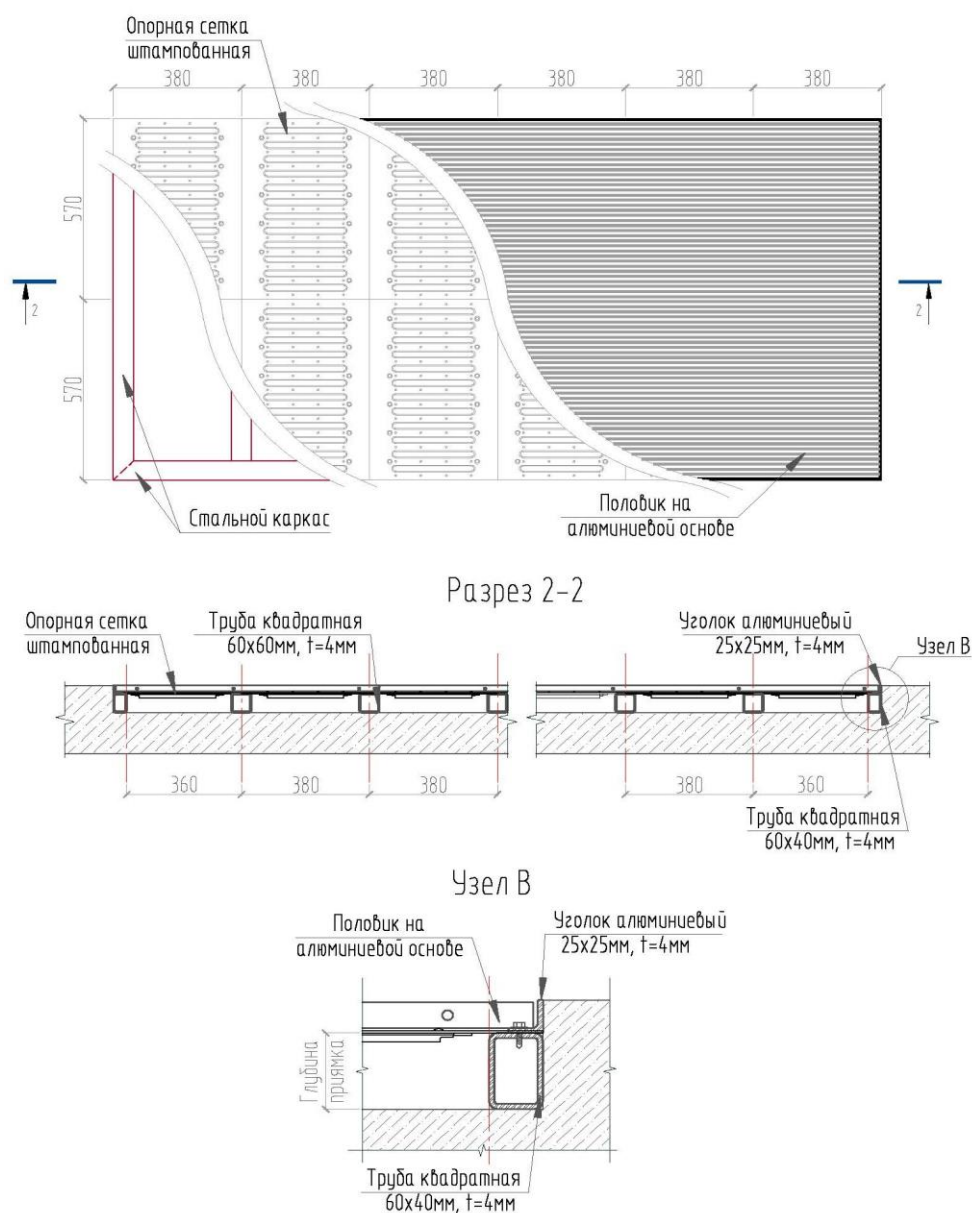 Опорная сетка
штампованная
380 380 380 380 380 380
570
570
2 2
Стальной каркас
Половик на
алюминиевой основе
Разрез 2-2
Опорная сетка
штампованная
Труба квадратная
60х60мм, t=4мм
Уголок алюминиевый
25х25мм, t=4мм
Узел В
360 380 380 380 360
Труба квадратная
60х40мм, t=4мм
Узел В
Половик на
алюминиевой основе
Уголок алюминиевый
25х25мм, t=4мм
Глубина
приямка
Труба квадратная
60х40мм, t=4мм